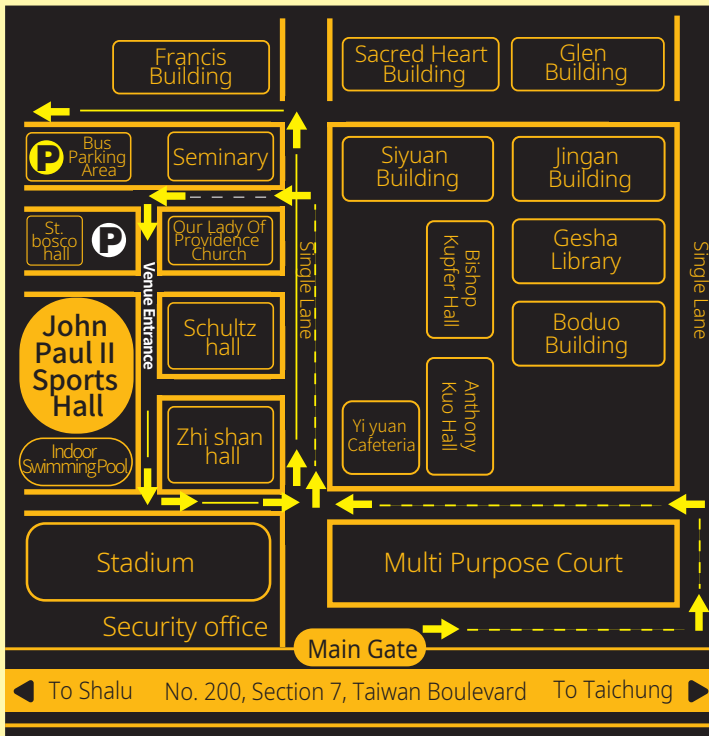 Francis
Building
Sacred Heart
Building
Glen
Building
P
Bus
Parking
Area
Seminary
Siyuan
Building
Jingan
Building
St.
bosco
hall
P
Our Lady Of
Providence
Church
Single Lane
Bishop
Kupfer Hall
Gesha
Library
Single Lane
Venue Entrance
John
Paul II
Sports
Hall
Schultz
hall
Boduo
Building
Indoor
SwimmingPool
Zhi shan
hall
Yi yuan
Cafeteria
Anthony
Kuo Hall
Stadium
Multi Purpose Court
Security office
Main Gate
To Shalu
No. 200, Section 7, Taiwan Boulevard
To Taichung